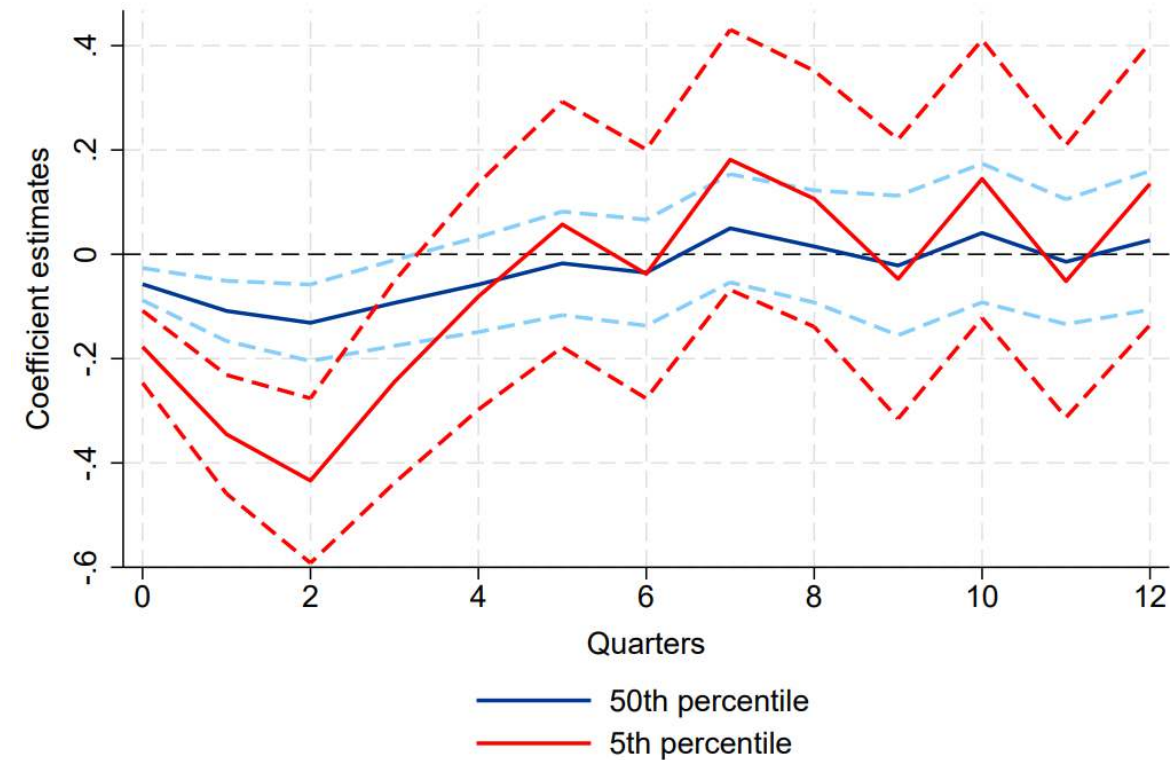 .4
.2
0
-.2
-.4
-.6
Coefficient estimates
0 2 4 6 8 10 12
Quarters
50th percentile
5th percentile